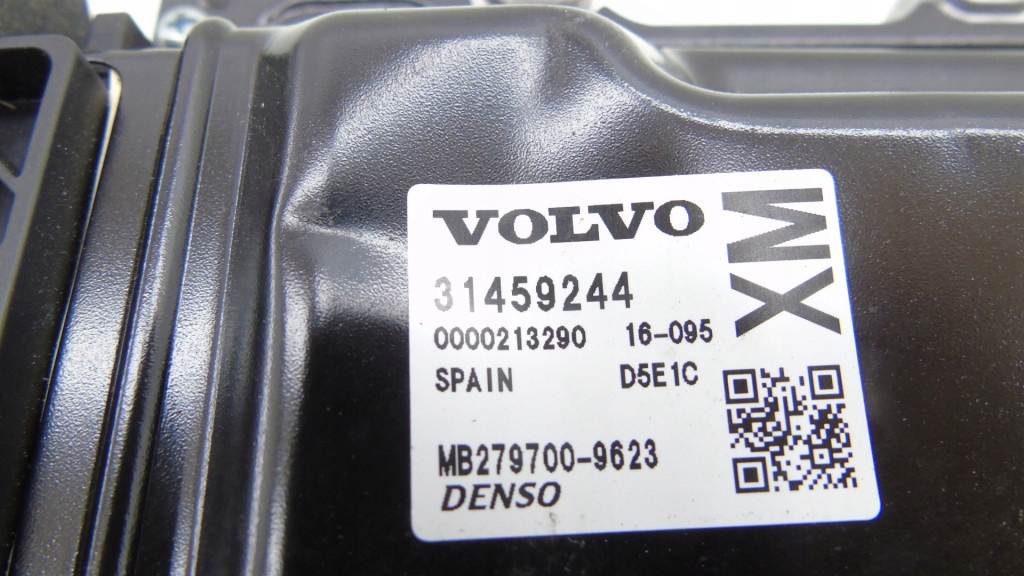 VOLVO
XM
31459244
0000213290 16-095
SPAIN D5E1C
MB279700-9623
DENSO